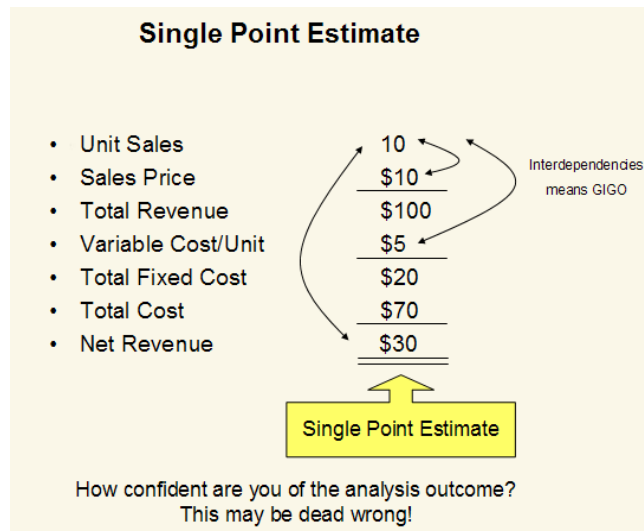 Single Point Estimate
• Unit Sales 10
• Sales Price $10
• Total Revenue $100
• Variable Cost/Unit $5
• Total Fixed Cost $20
• Total Cost $70
• Net Revenue $30
Interdependencies
means GIGO
Single Point Estimate
How confident are you of the analysis outcome?
This may be dead wrong!